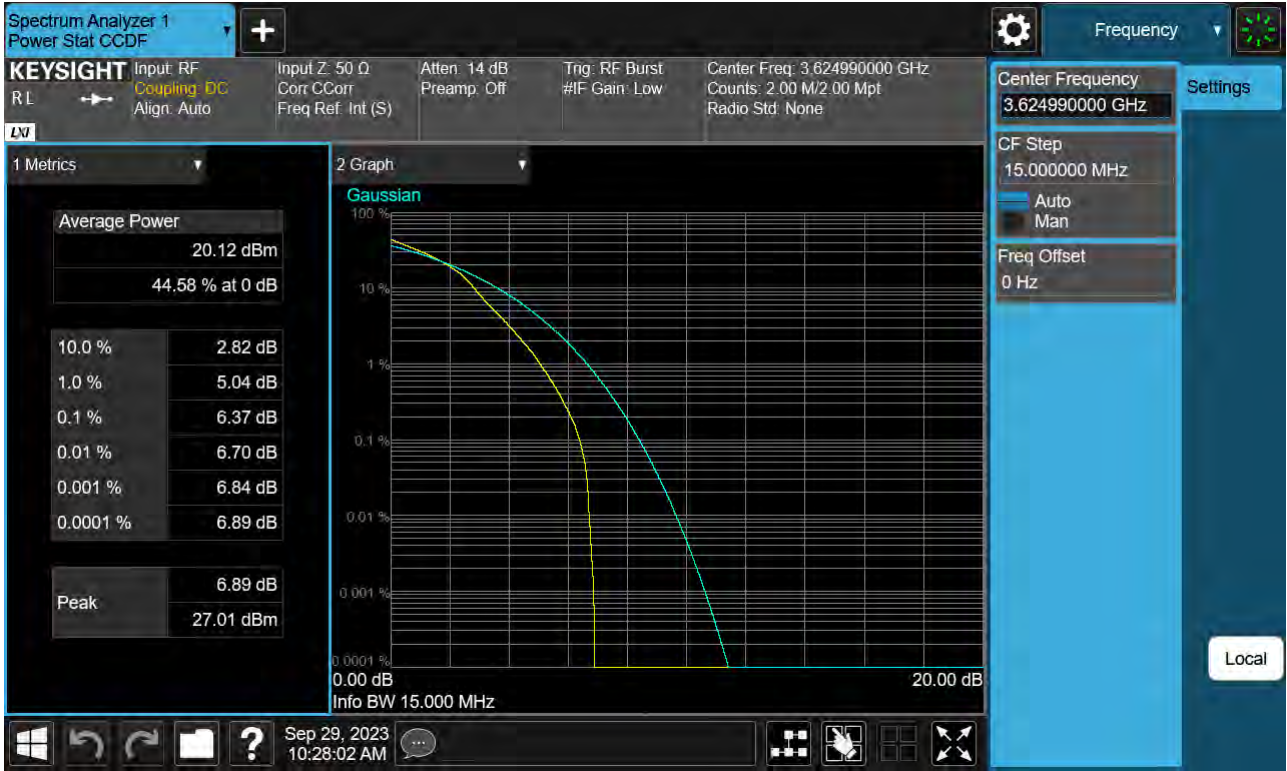 Spectrum Analyzer 1
Power Stat CCDF
Frequency
KEYSIGHT
Input: RF
Input Z: 50 Ω
Atten: 14 dB
Trig: RF Burst
Center Freq: 3.624990000 GHz
R L
Coupling: DC
Corr CCorr
Preamp: Off
#IF Gain: Low
Counts: 2.00 M/2.00 Mpt
Align: Auto
Freq Ref: Int (S)
Radio Std: None
LXI
Center Frequency
3.624990000 GHz
Settings
CF Step
15.000000 MHz
Auto
Man
Freq Offset
0 Hz
1 Metrics
Average Power
20.12 dBm
44.58 % at 0 dB
10.0 % 2.82 dB
1.0 % 5.04 dB
0.1 % 6.37 dB
0.01 % 6.70 dB
0.001 % 6.84 dB
0.0001 % 6.89 dB
Peak
6.89 dB
27.01 dBm
2 Graph
Gaussian
100 %
10 %
1 %
0.1 %
0.01 %
0.001 %
0.0001 %
0.00 dB 20.00 dB
Info BW 15.000 MHz
Local
?
Sep 29, 2023
10:28:02 AM